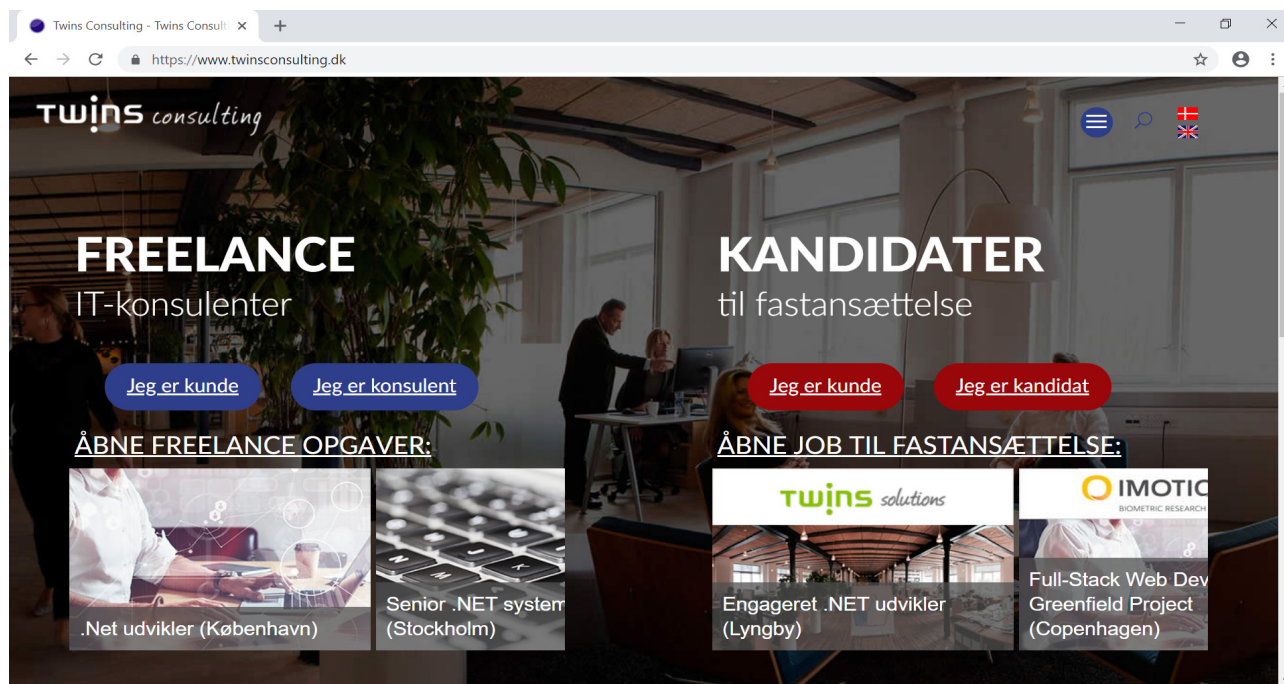 Twins Consulting - Twins Consult
https://www.twinsconsulting.dk
Twins consulting
FREELANCE
IT-konsulenter
Jeg er kunde
Jeg er konsulent
ÅBNE FREELANCE OPGAVER:
.Net udvikler (København)
Senior .NET system
(Stockholm)
KANDIDATER
til fastansættelse
Jeg er kunde
Jeg er kandidat
ÅBNE JOB TIL FASTANSÆTTELSE:
Twins solutions
Engageret .NET udvikler
(Lyngby)
IMOTIC
BIOMETRIC RESEARCH
Full-Stack Web Dev
Greenfield Project
(Copenhagen)